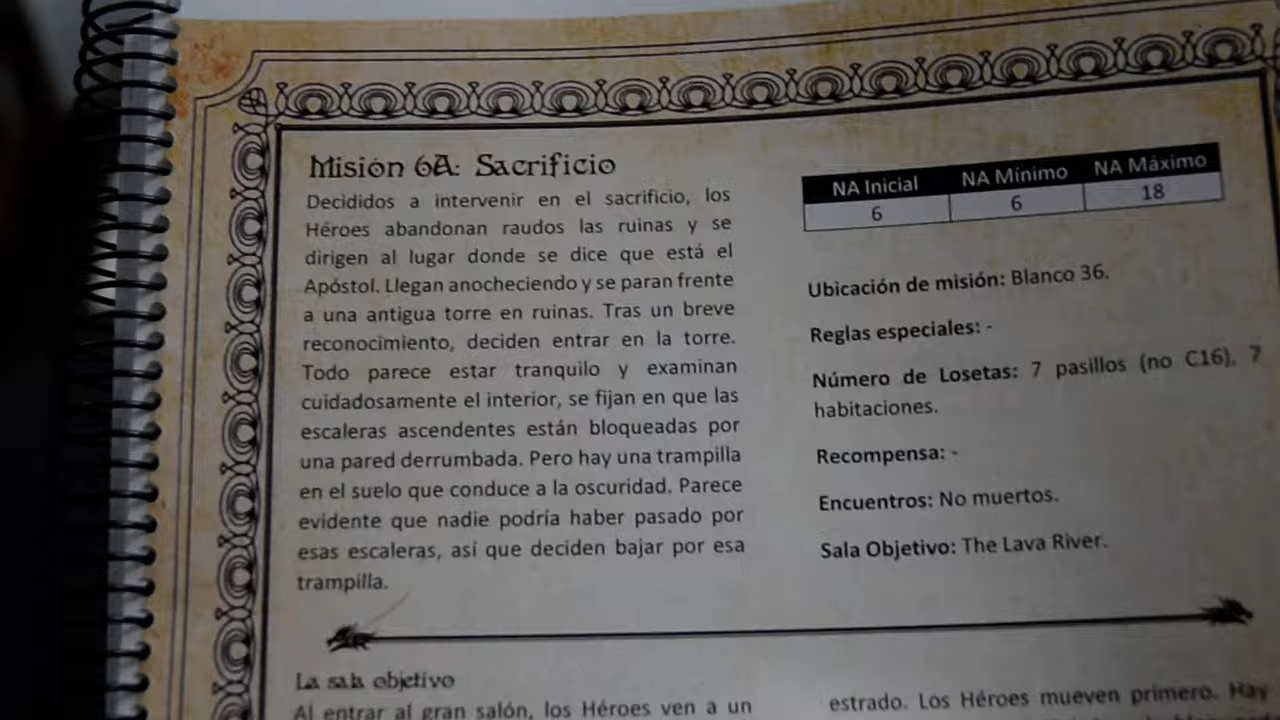 Misión 6A: Sacrificio
Decididos a intervenir en el sacrificio, los
Héroes abandonan raudos las ruinas y se
dirigen al lugar donde se dice que está el
Apóstol. Llegan anocheciendo y se paran frente
a una antigua torre en ruinas. Tras un breve
reconocimiento, deciden entrar en la torre.
Todo parece estar tranquilo y examinan
cuidadosamente el interior, se fijan en que las
escaleras ascendentes están bloqueadas por
una pared derrumbada. Pero hay una trampilla
en el suelo que conduce a la oscuridad. Parece
evidente que nadie podría haber pasado por
esas escaleras, así que deciden bajar por esa
trampilla.
NA Inicial NA Mínimo NA Máximo
6 6 18
Ubicación de misión: Blanco 36.
Reglas especiales: -
Número de Losetas: 7 pasillos (no C16), 7
habitaciones.
Recompensa: -
Encuentros: No muertos.
Sala Objetivo: The Lava River.
La sala objetivo
Al entrar al gran salón, los Héroes ven a un
estrado. Los Héroes mueven primero. Hay